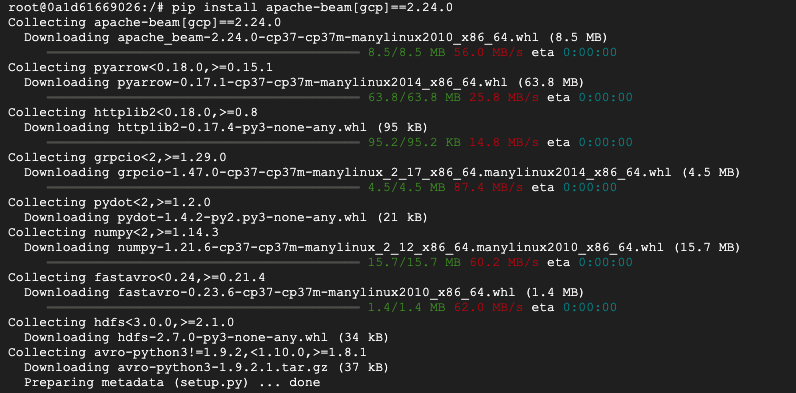 root@0a1d61669026:/# pip install apache-beam[gcp]==2.24.0
Collecting apache-beam[gcp]==2.24.0
Downloading apache_beam-2.24.0-cp37-cp37m-manylinux2010_x86_64.whl (8.5 MB)
8.5/8.5 MB 56.0 MB/s eta 0:00:00
Collecting pyarrow<0.18.0,>=0.15.1
Downloading pyarrow-0.17.1-cp37-cp37m-manylinux2014_x86_64.whl (63.8 MB)
63.8/63.8 MB 25.8 MB/s eta 0:00:00
Collecting httplib2<0.18.0,>=0.8
Downloading httplib2-0.17.4-py3-none-any.whl (95 kB)
95.2/95.2 KB 14.8 MB/s eta 0:00:00
Collecting grpcio<2,>=1.29.0
Downloading grpcio-1.47.0-cp37-cp37m-manylinux_2_17_x86_64.manylinux2014_x86_64.whl (4.5 MB)
4.5/4.5 MB 87.4 MB/s eta 0:00:00
Collecting pydot<2,>=1.2.0
Downloading pydot-1.4.2-py2.py3-none-any.whl (21 kB)
Collecting numpy<2,>=1.14.3
Downloading numpy-1.21.6-cp37-cp37m-manylinux_2_12_x86_64.manylinux2010_x86_64.whl (15.7 MB)
15.7/15.7 MB 60.2 MB/s eta 0:00:00
Collecting fastavro<0.24,>=0.21.4
Downloading fastavro-0.23.6-cp37-cp37m-manylinux2010_x86_64.whl (1.4 MB)
1.4/1.4 MB 62.0 MB/s eta 0:00:00
Collecting hdfs<3.0.0,>=2.1.0
Downloading hdfs-2.7.0-py3-none-any.whl (34 kB)
Collecting avro-python3!=1.9.2,<1.10.0,>=1.8.1
Downloading avro-python3-1.9.2.1.tar.gz (37 kB)
Preparing metadata (setup.py) ... done